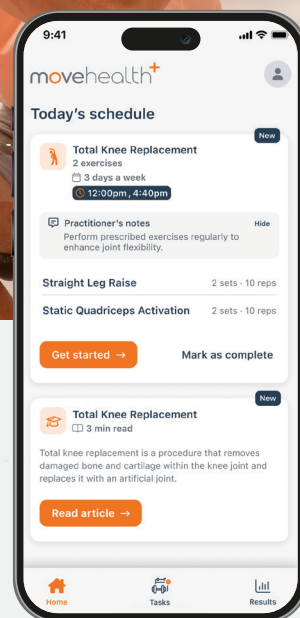 9:41
movehealth+
Today's schedule
New
Total Knee Replacement
2 exercises
3 days a week
12:00pm, 4:40pm
Practitioner's notes Hide
Perform prescribed exercises regularly to
enhance joint flexibility.
Straight Leg Raise 2 sets · 10 reps
Static Quadriceps Activation 2 sets · 10 reps
Get started → Mark as complete
New
Total Knee Replacement
3 min read
Total knee replacement is a procedure that removes
damaged bone and cartilage within the knee joint and
replaces it with an artificial joint.
Read article →
Home Tasks Results